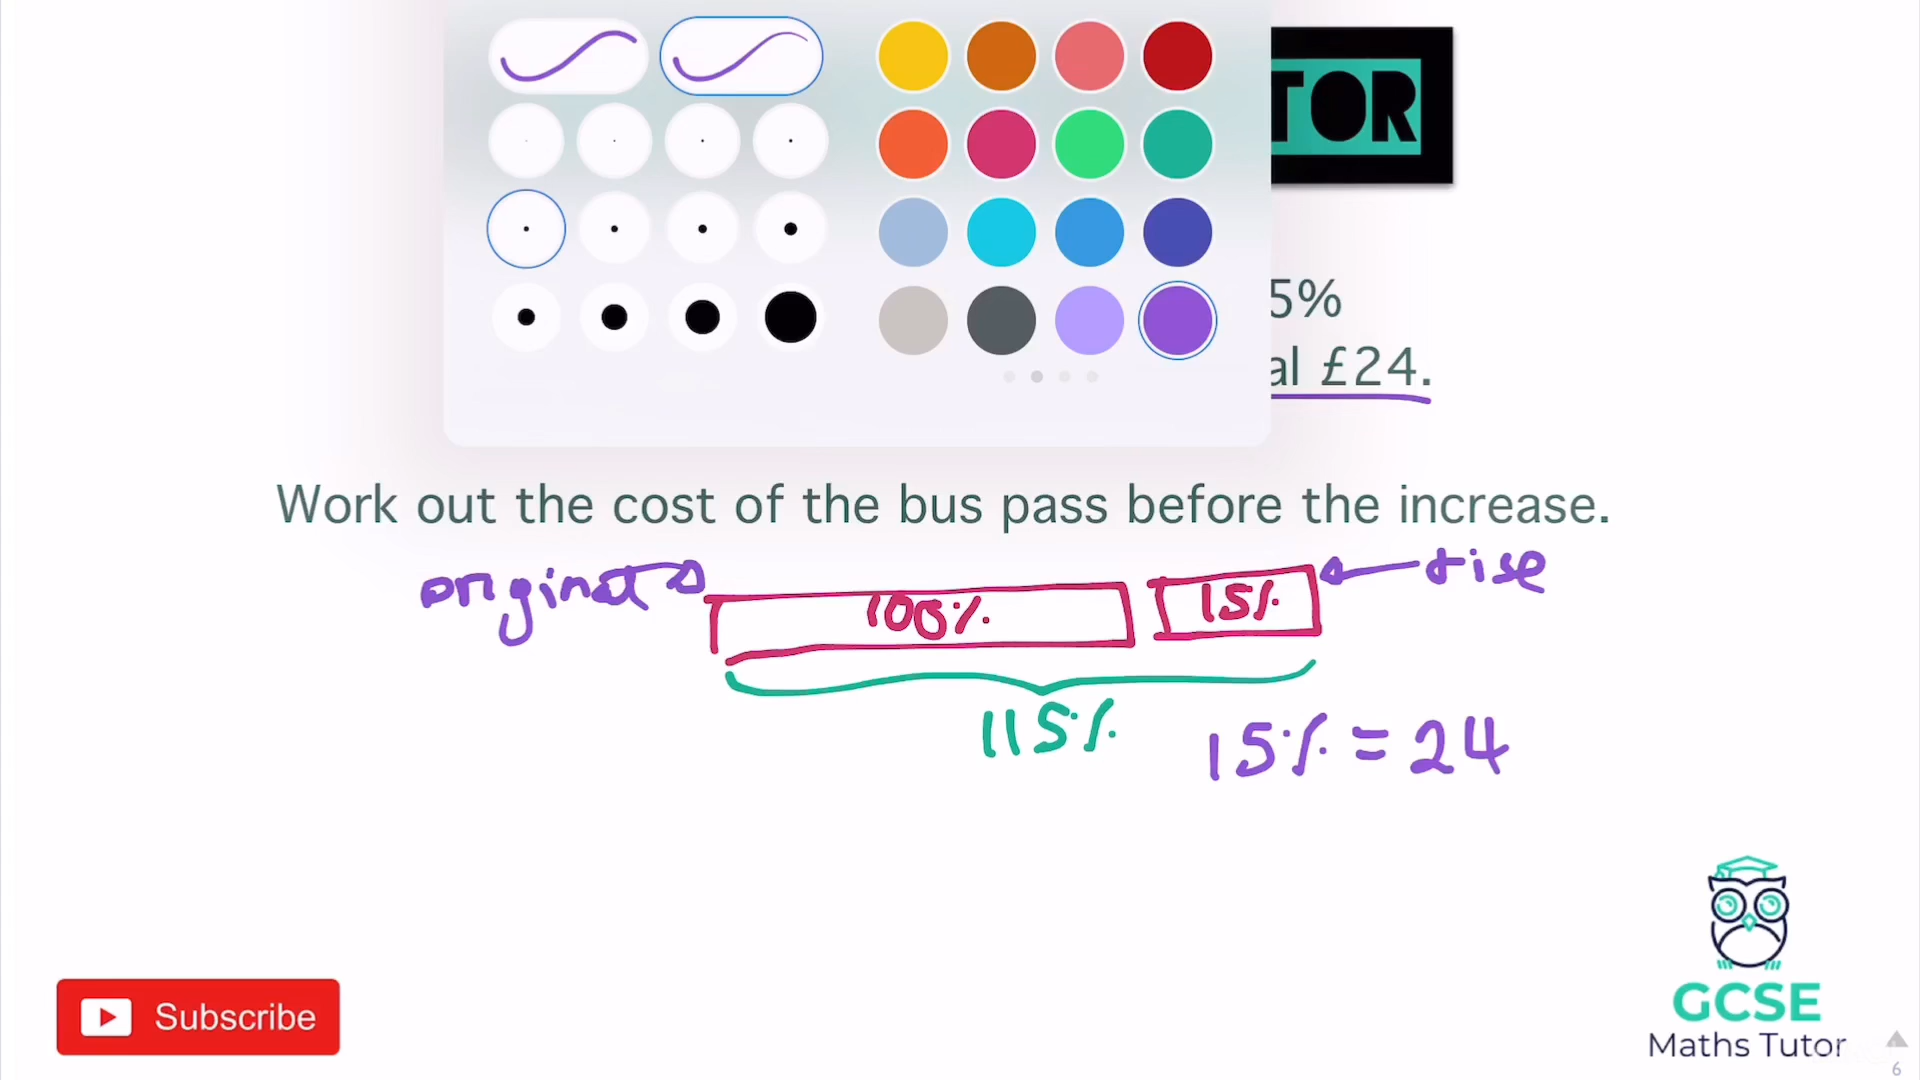 TOR
5%
al £24.
Work out the cost of the bus pass before the increase.
original
rise
100%
15%
115%
15% = 24
Subscribe
GCSE
Maths Tutor
6